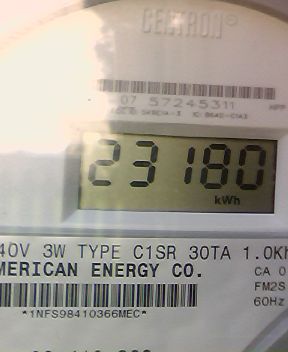 CENTRON®
07 57245311
23180
kWh
40V 3W TYPE C1SR 30TA 1.0Kh
MERICAN ENERGY CO.
CA 0
FM2S
60Hz
*1NFS98410366MEC*